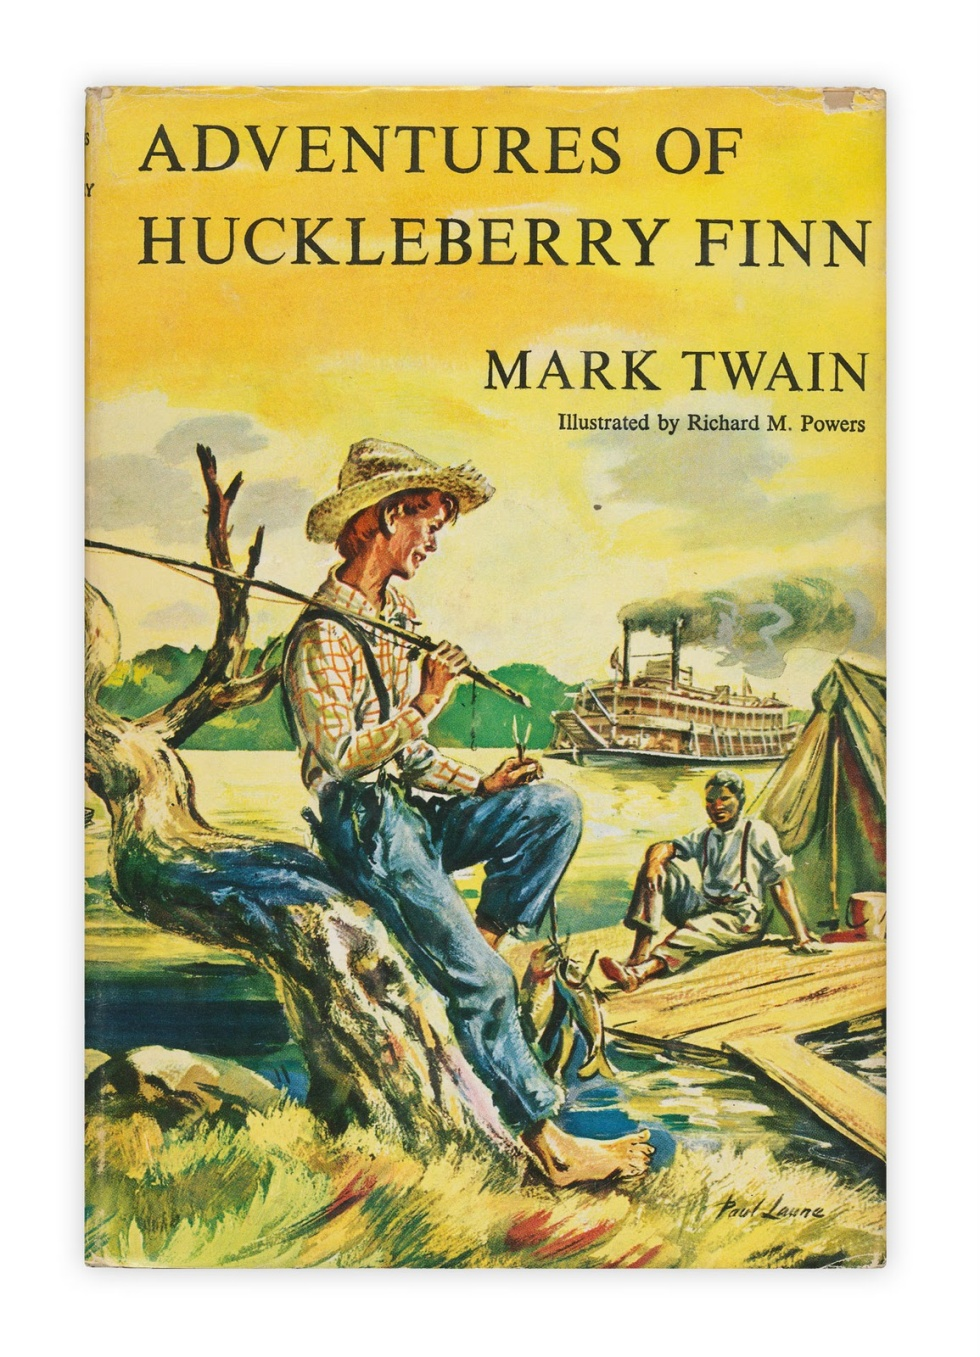 S
Y
ADVENTURES OF
HUCKLEBERRY FINN
MARK TWAIN
Illustrated by Richard M. Powers
Paul Laune